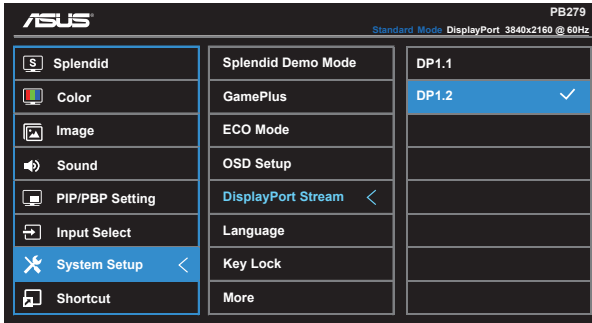 ASUS
PB279
Standard Mode DisplayPort 3840x2160 @ 60Hz
S Splendid
Color
Image
Sound
PIP/PBP Setting
Input Select
System Setup
Shortcut
Splendid Demo Mode
GamePlus
ECO Mode
OSD Setup
DisplayPort Stream
Language
Key Lock
More
DP1.1
DP1.2